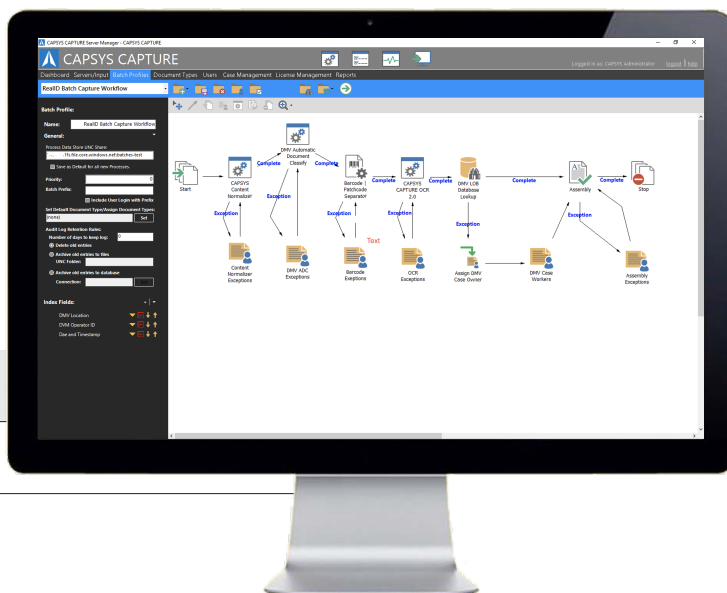 CAPSYS CAPTURE Server Manager - CAPSYS CAPTURE
CAPSYS CAPTURE
Logged in as: CAPSYS Administrator logout | help
Dashboard Servers/Input Batch Profiles Document Types Users Case Management License Management Reports
RealID Batch Capture Workflow
Batch Profile:
Name: RealID Batch Capture Workflow
General:
Process Data Store UNC Share:
.file.core.windows.net\batches-test
Save as Default for all new Processes.
Priority: 0
Batch Prefix:
Include User Login with Prefix
Set Default Document Type/Assign Document Types:
(none) Set
Audit Log Retention Rules:
Number of days to keep log: 0
Delete old entries
Archive old entries to files
UNC Folder:
Archive old entries to database
Connection:
Index Fields:
DMV Location
DVM Operator ID
Dae and Timestamp
Start
CAPSYS
Content
Normalizer
Complete
DMV Automatic
Document
Classify
Complete
Barcode |
Patchcode
Separator
Complete
CAPSYS
CAPTURE OCR
2.0
Complete
DMV LOB
Database
Lookup
Complete
Assembly
Complete
Stop
Exception
Exception
Exception
Exception
Exception
Exception
Text
Content
Normalizer
Exceptions
DMV ADC
Exceptions
Barcode
Exeptions
OCR
Exceptions
Assign DMV
Case Owner
DMV Case
Workers
Assembly
Exceptions